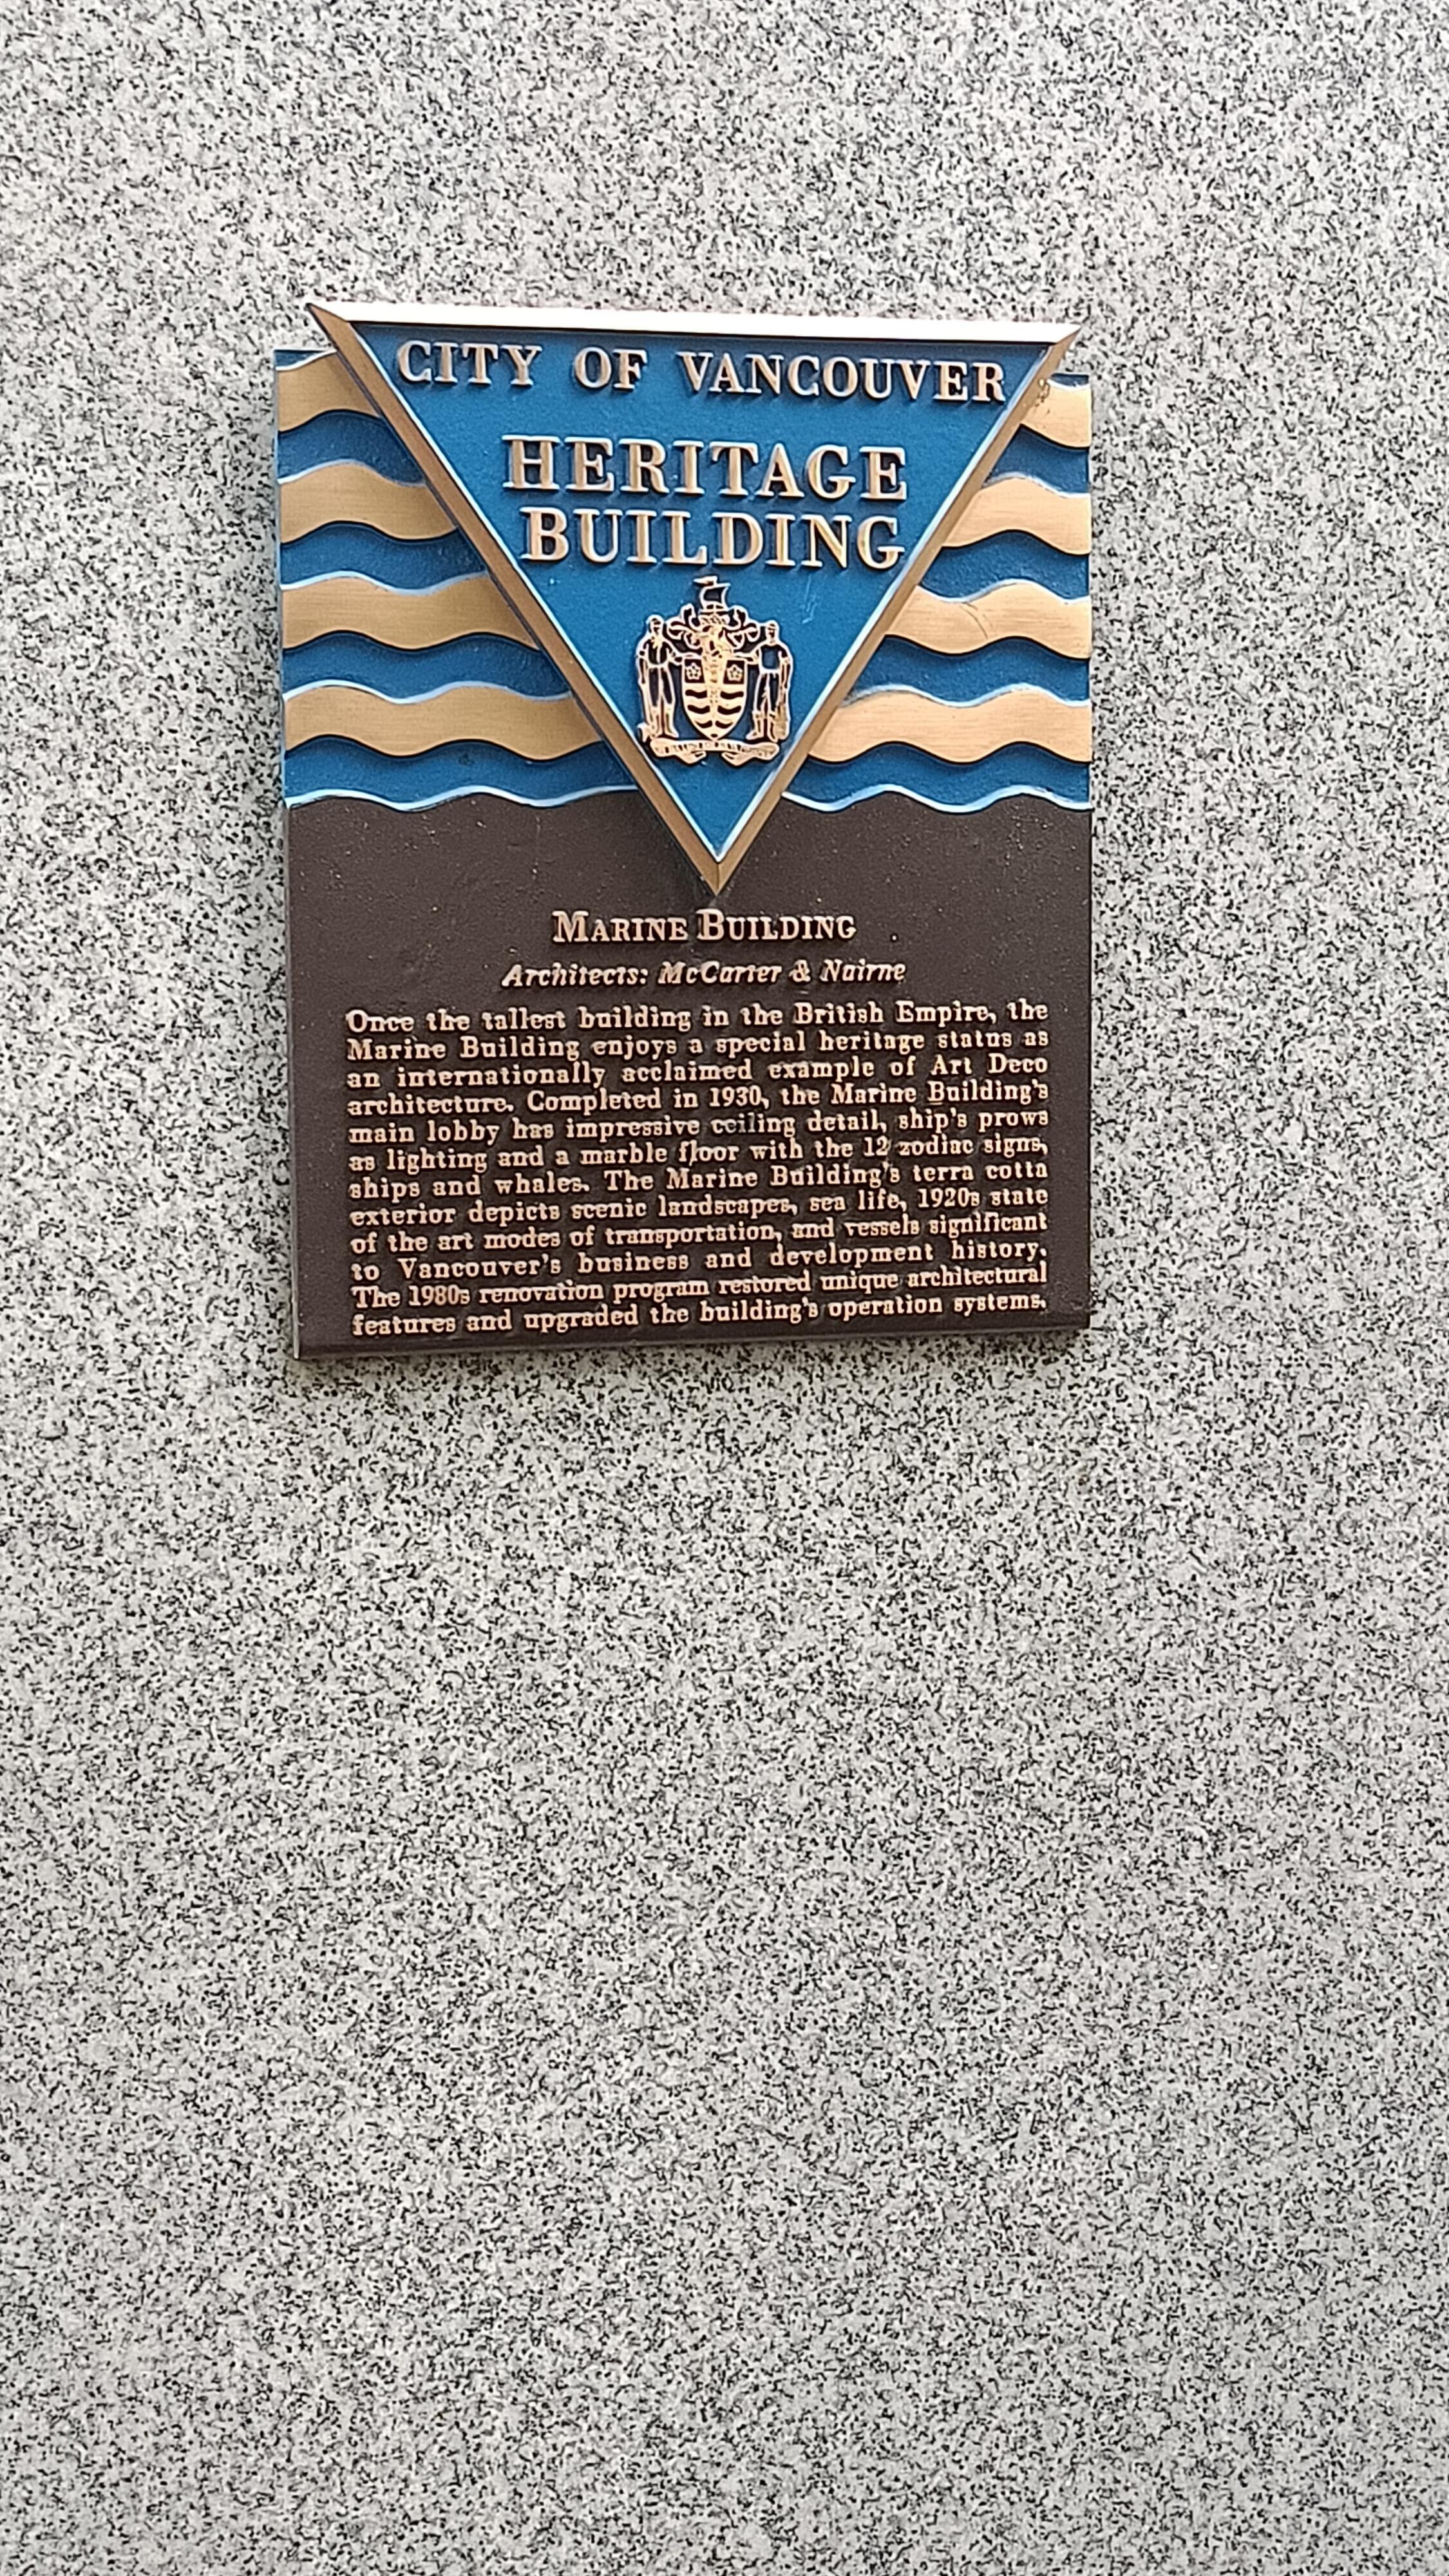 CITY OF VANCOUVER
HERITAGE
BUILDING
MARINE BUILDING
Architects: McCarter & Nairne
Once the tallest building in the British Empire, the
Marine Building enjoys a special heritage status as
an internationally acclaimed example of Art Deco
architecture. Completed in 1930, the Marine Building's
main lobby has impressive ceiling detail, ship's prows
as lighting and a marble floor with the 12 zodiac signs,
ships and whales. The Marine Building's terra cotta
exterior depicts scenic landscapes, sea life, 1920s state
of the art modes of transportation, and vessels significant
to Vancouver's business and development history.
The 1980s renovation program restored unique architectural
features and upgraded the building's operation systems.